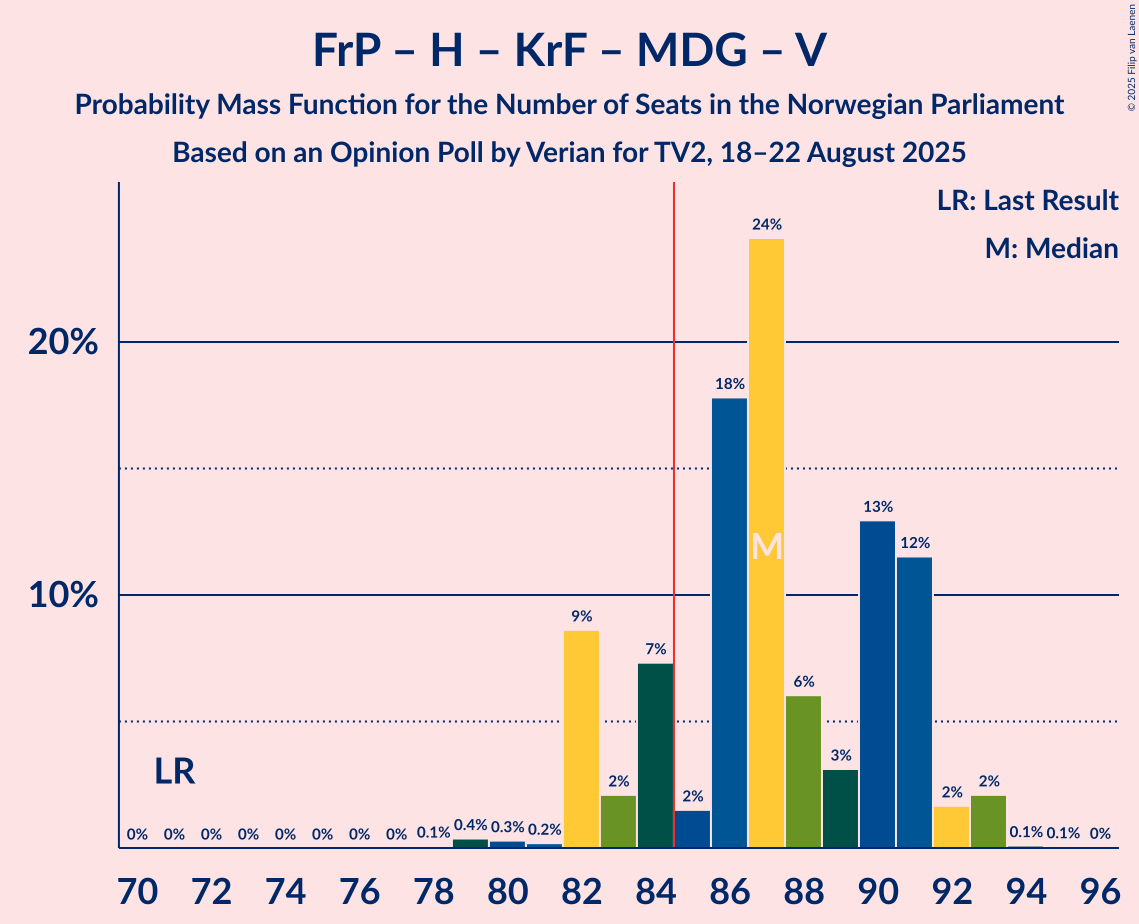 FrP – H – KrF – MDG – V
Probability Mass Function for the Number of Seats in the Norwegian Parliament
Based on an Opinion Poll by Verian for TV2, 18–22 August 2025
© 2025 Filip van Laenen
LR: Last Result
M: Median
24%
20%
18%
M
13%
12%
10%
9%
7%
6%
LR
3%
2%
2%
2%
2%
0% 0% 0% 0% 0% 0% 0% 0% 0.1% 0.4% 0.3% 0.2% 0.1% 0.1% 0%
70 72 74 76 78 80 82 84 86 88 90 92 94 96